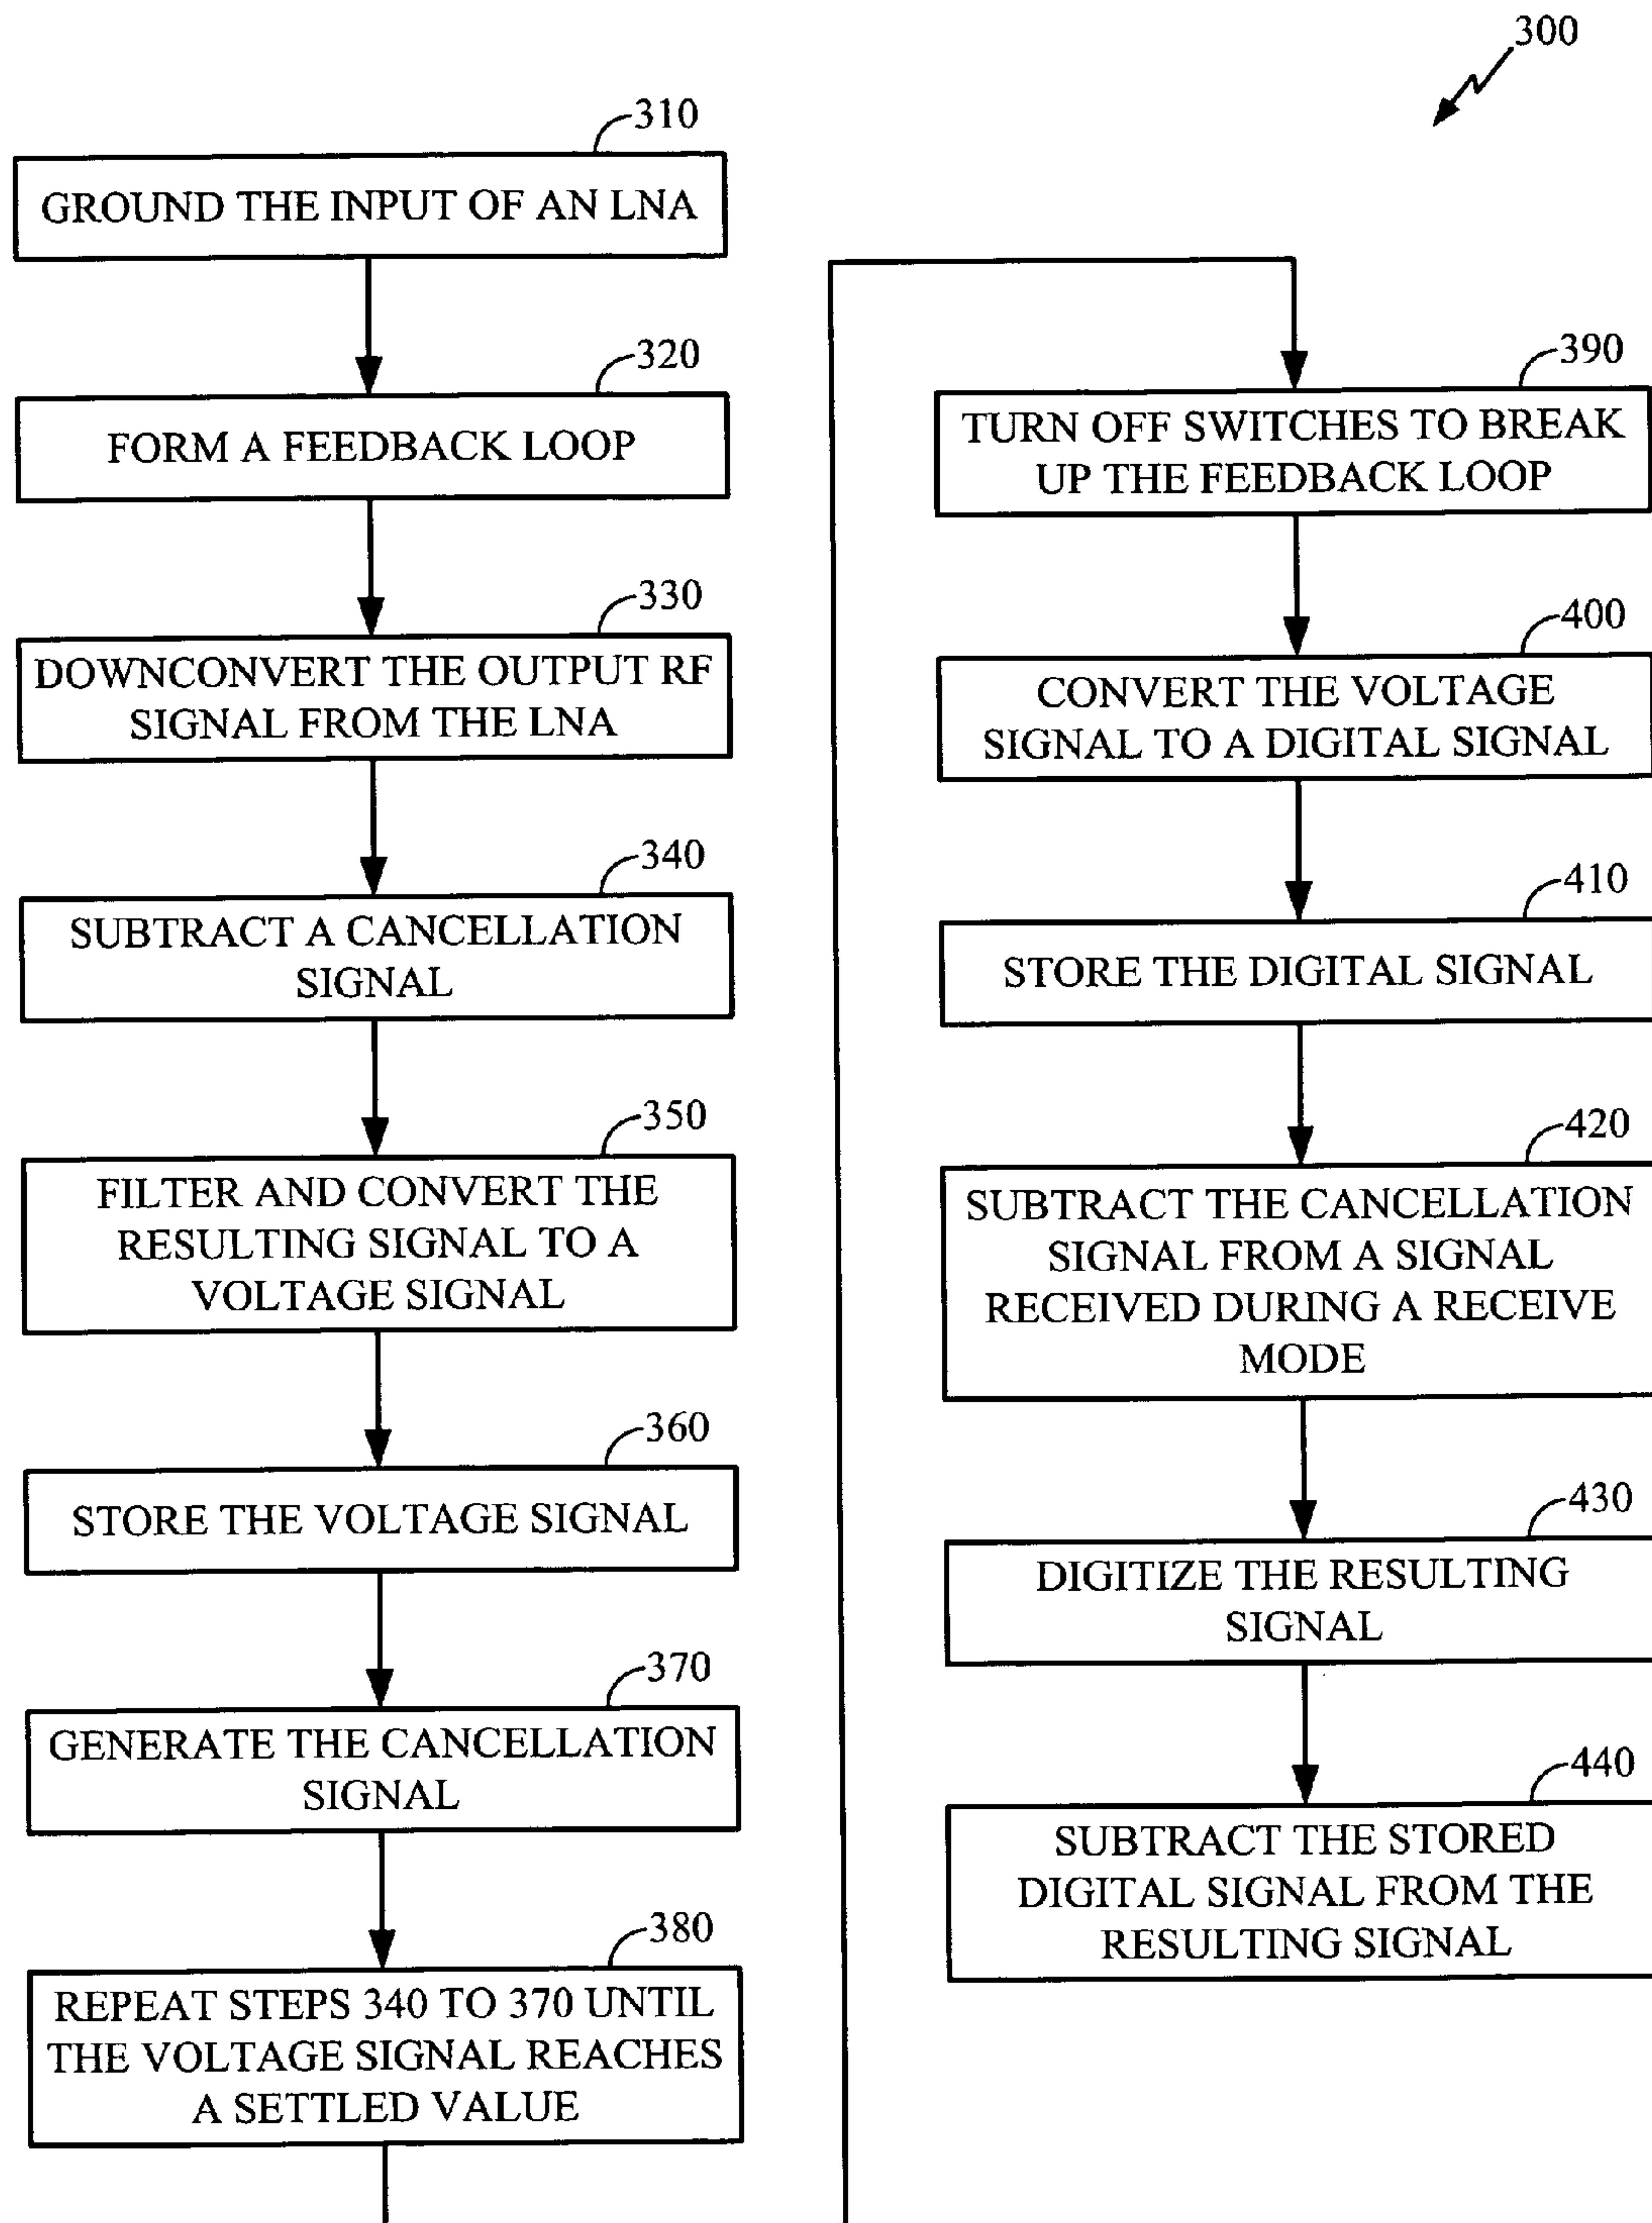 300
310
GROUND THE INPUT OF AN LNA
320
FORM A FEEDBACK LOOP
330
DOWNCONVERT THE OUTPUT RF
SIGNAL FROM THE LNA
340
SUBTRACT A CANCELLATION
SIGNAL
350
FILTER AND CONVERT THE
RESULTING SIGNAL TO A
VOLTAGE SIGNAL
360
STORE THE VOLTAGE SIGNAL
370
GENERATE THE CANCELLATION
SIGNAL
380
REPEAT STEPS 340 TO 370 UNTIL
THE VOLTAGE SIGNAL REACHES
A SETTLED VALUE
390
TURN OFF SWITCHES TO BREAK
UP THE FEEDBACK LOOP
400
CONVERT THE VOLTAGE
SIGNAL TO A DIGITAL SIGNAL
410
STORE THE DIGITAL SIGNAL
420
SUBTRACT THE CANCELLATION
SIGNAL FROM A SIGNAL
RECEIVED DURING A RECEIVE
MODE
430
DIGITIZE THE RESULTING
SIGNAL
440
SUBTRACT THE STORED
DIGITAL SIGNAL FROM THE
RESULTING SIGNAL